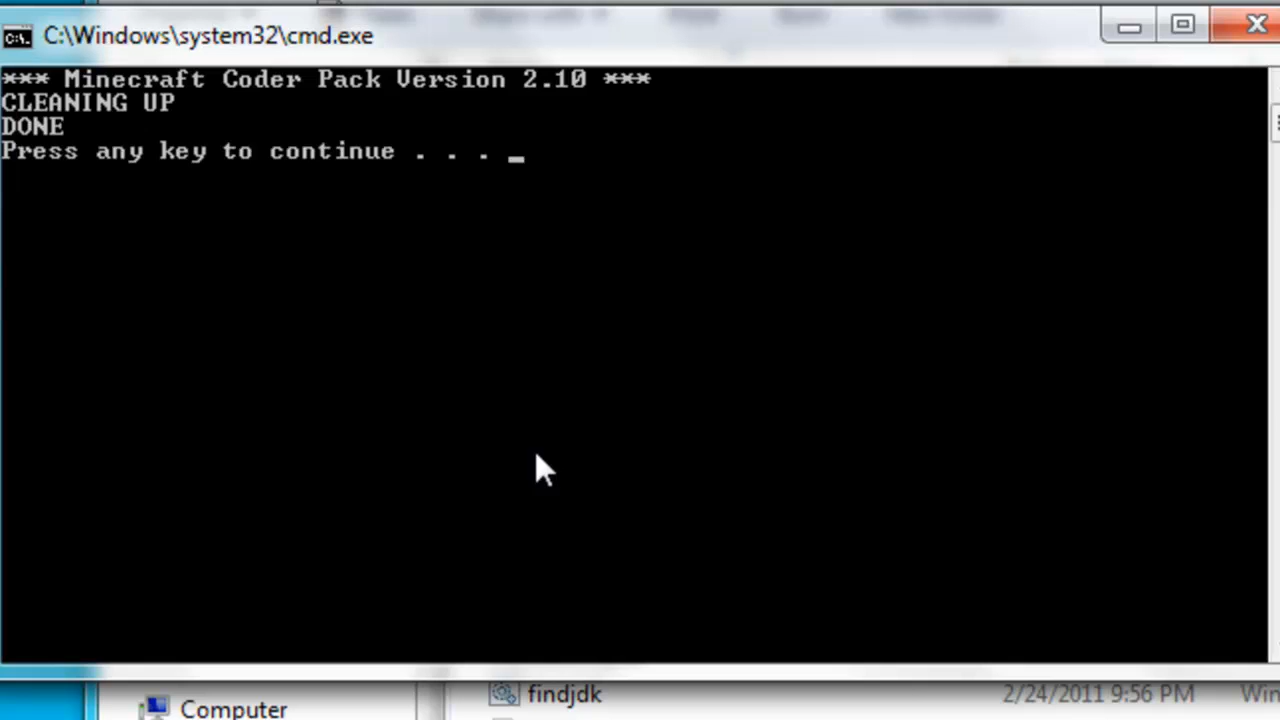 C:\Windows\system32\cmd.exe
*** Minecraft Coder Pack Version 2.10 ***
CLEANING UP
DONE
Press any key to continue . . . _
findjdk 2/24/2011 9:56 PM Win
Computer